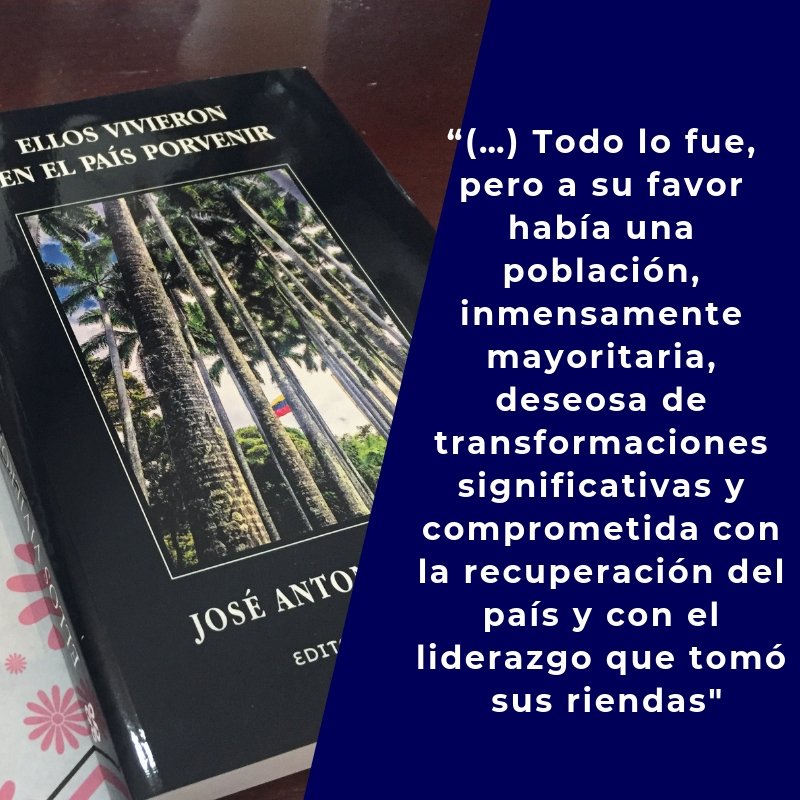 ELLOS VIVIERON
EN EL PAÍS PORVENIR
JOSÉ ANTO
EDIT
“(...) Todo lo fue,
pero a su favor
había una
población,
inmensamente
mayoritaria,
deseosa de
transformaciones
significativas y
comprometida con
la recuperación del
país y con el
liderazgo que tomó
sus riendas"